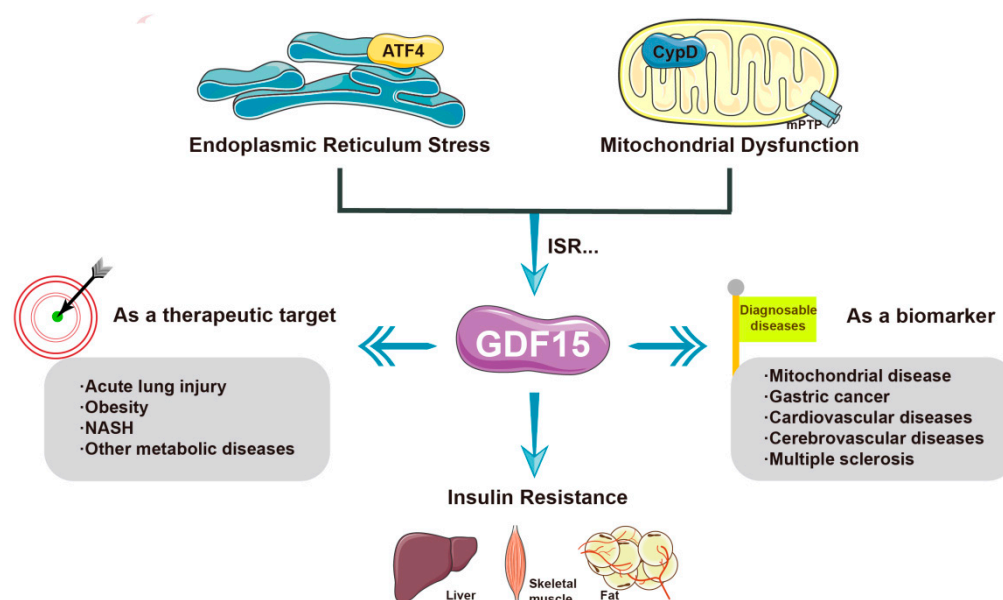 ATF4
CypD
mPTP
Endoplasmic Reticulum Stress
Mitochondrial Dysfunction
ISR...
As a therapeutic target
GDF15
Diagnosable
diseases
As a biomarker
·Acute lung injury
·Obesity
·NASH
·Other metabolic diseases
·Mitochondrial disease
·Gastric cancer
·Cardiovascular diseases
·Cerebrovascular diseases
·Multiple sclerosis
Insulin Resistance
Liver
Skeletal
muscle
Fat